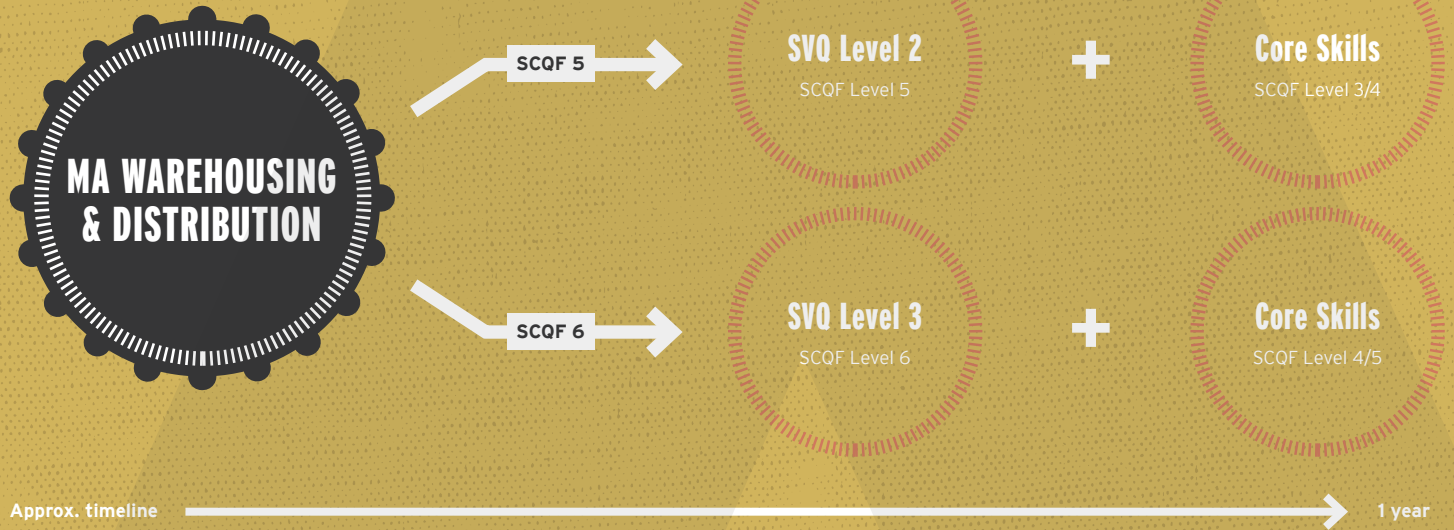 MA WAREHOUSING
& DISTRIBUTION
SCQF 5
SVQ Level 2
SCQF Level 5
+
Core Skills
SCQF Level 3/4
SCQF 6
SVQ Level 3
SCQF Level 6
+
Core Skills
SCQF Level 4/5
Approx. timeline
1 year